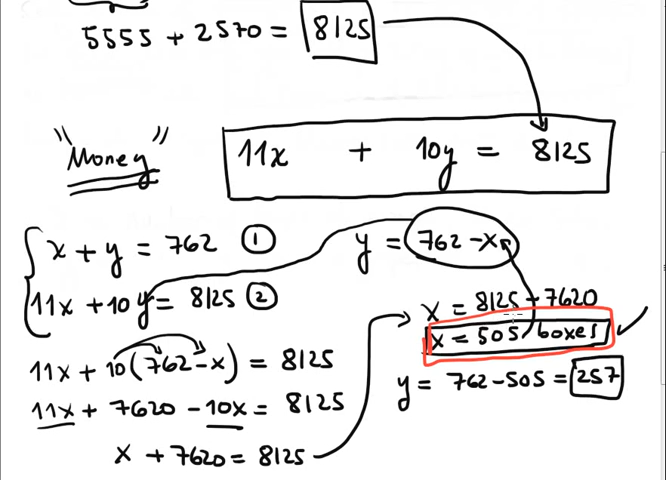 5555 + 2570 = 8125
"Money"
11x + 10y = 8125
x + y = 762 ①
y = 762 - x
11x + 10y = 8125 ②
x = 8125 - 7620
x = 505 boxes
11x + 10(762 - x) = 8125
y = 762 - 505 = 257
11x + 7620 - 10x = 8125
x + 7620 = 8125